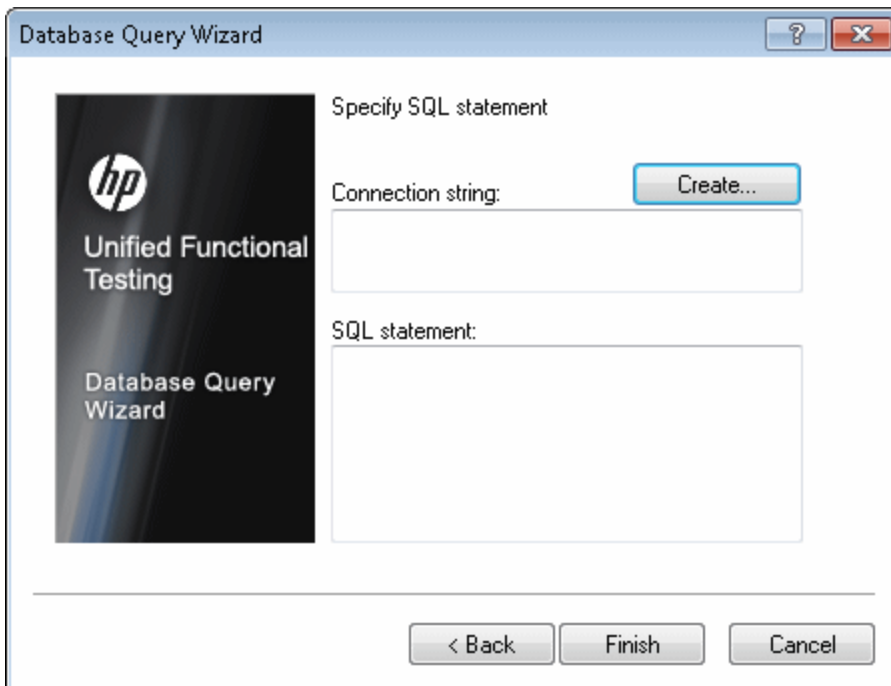 Database Query Wizard
?
hp
Unified Functional
Testing
Database Query
Wizard
Specify SQL statement
Connection string:
Create...
SQL statement:
< Back
Finish
Cancel